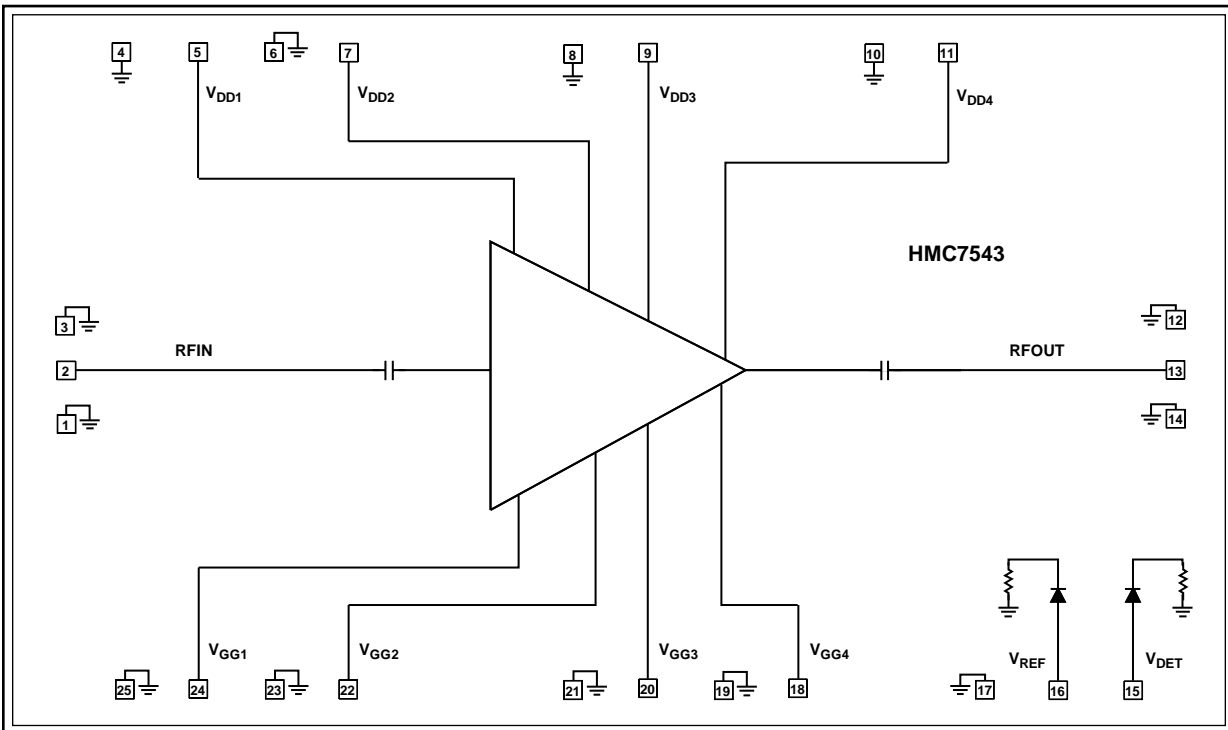 4 5 6 7 8 9 10 11
VDD1 VDD2 VDD3 VDD4
HMC7543
3 12
RFIN RFOUT
2 13
1 14
VGG1 VGG2 VGG3 VGG4 VREF VDET
25 24 23 22 21 20 19 18 17 16 15